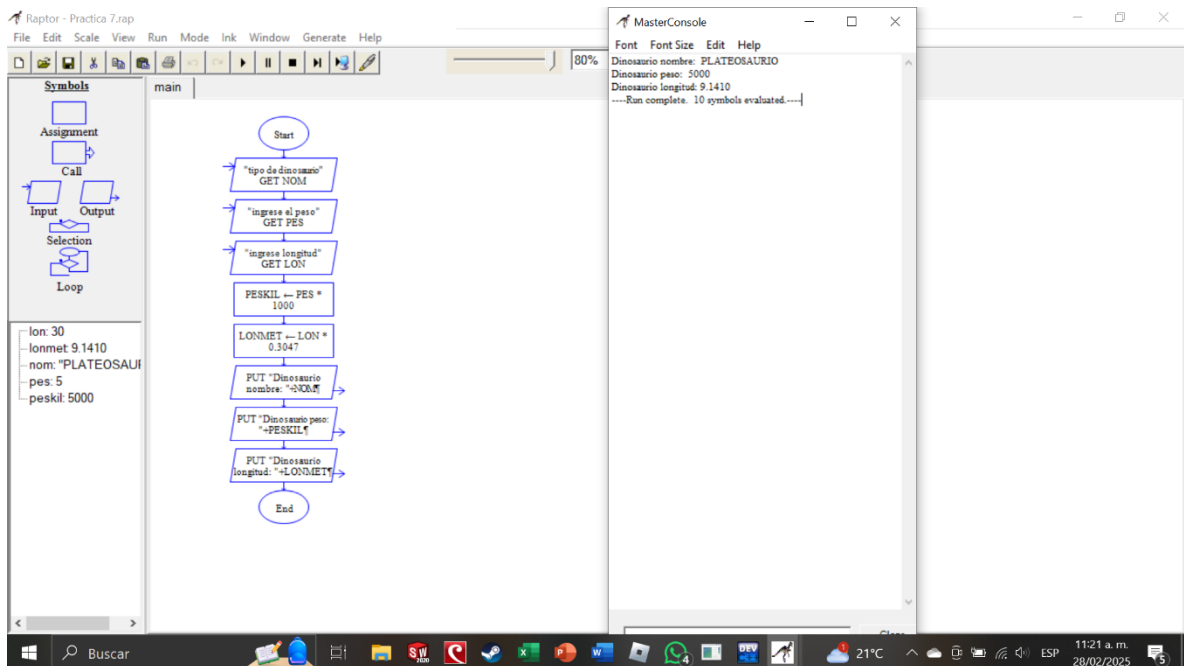 Raptor - Practica 7.rap
File Edit Scale View Run Mode Ink Window Generate Help
80%
Symbols
Assignment
Call
Input Output
Selection
Loop
lon: 30
lonmet: 9.1410
nom: "PLATEOSAUR
pes: 5
peskil: 5000
main
Start
"tipo de dinosaurio"
GET NOM
"ingrese el peso"
GET PES
"ingrese longitud"
GET LON
PESKIL ← PES *
1000
LONMET ← LON *
0.3047
PUT "Dinosaurio
nombre: "+NOM¶
PUT "Dinosaurio peso:
"+PESKIL¶
PUT "Dinosaurio
longitud: "+LONMET¶
End
MasterConsole
Font Font Size Edit Help
Dinosaurio nombre: PLATEOSAURIO
Dinosaurio peso: 5000
Dinosaurio longitud: 9.1410
----Run complete. 10 symbols evaluated.----
Buscar
SW
2020
DEV
21°C
ESP
11:21 a. m.
28/02/2025
5